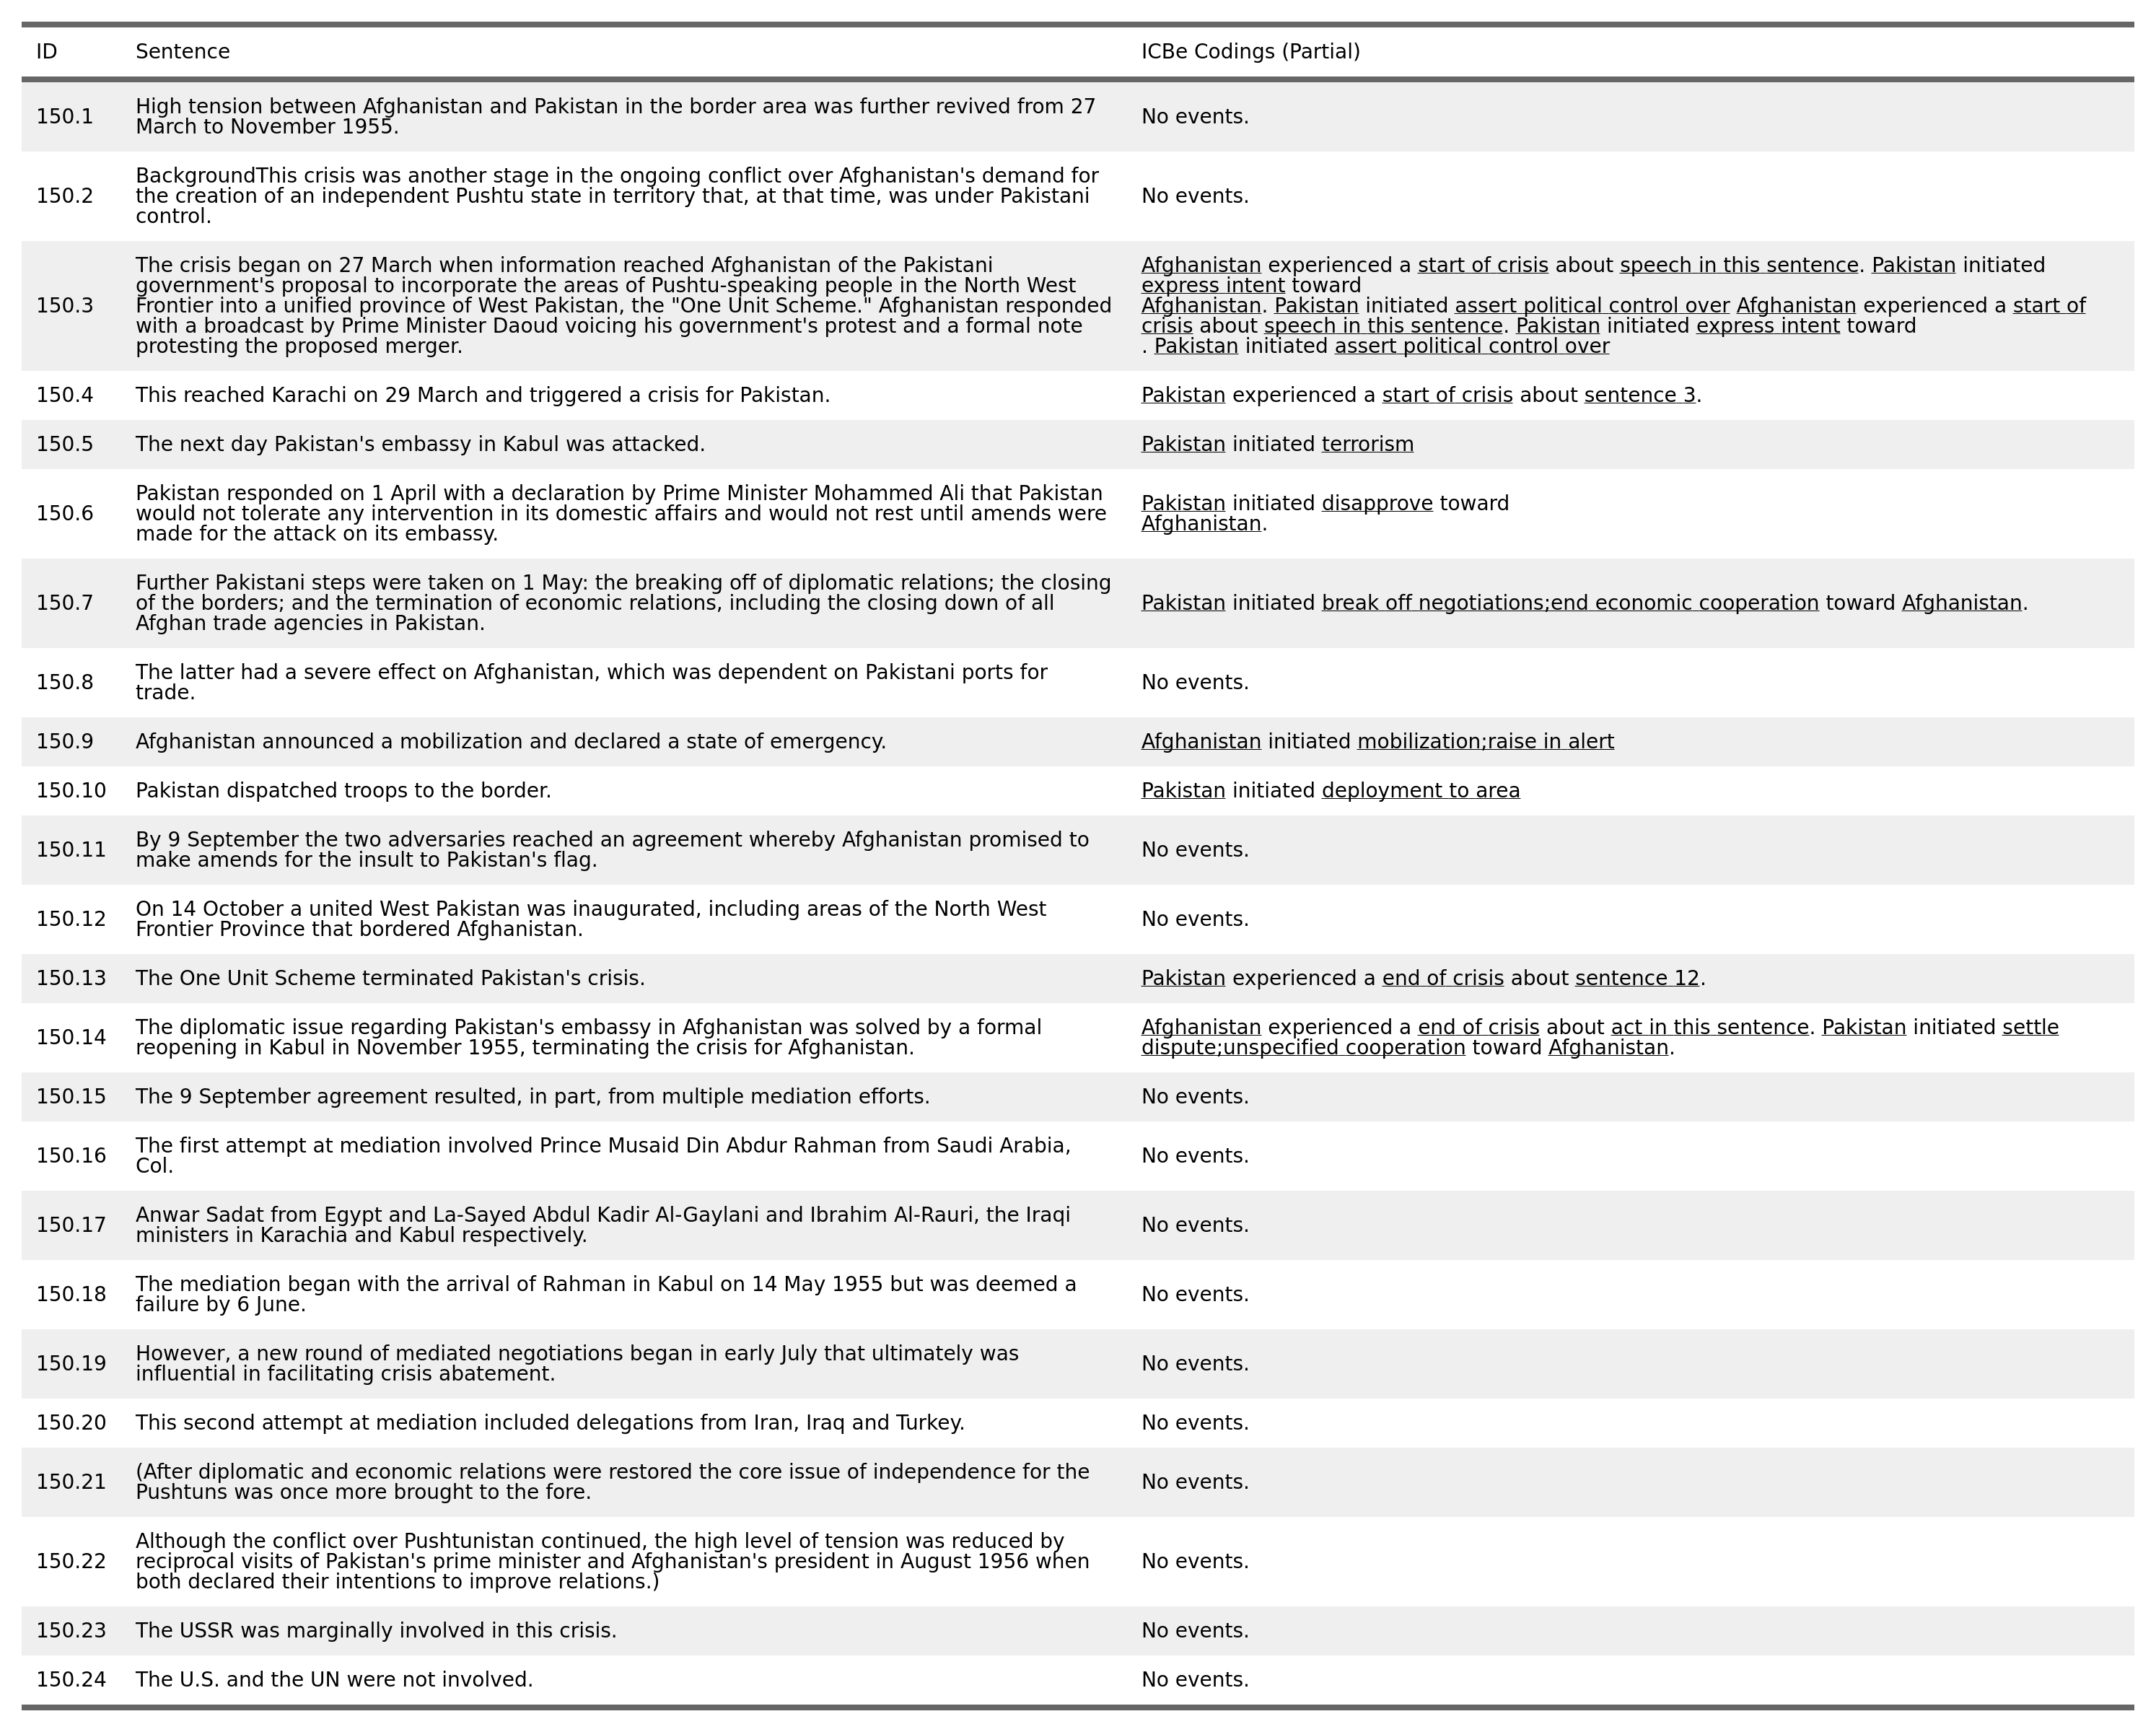 ID Sentence ICBe Codings (Partial)
150.1 High tension between Afghanistan and Pakistan in the border area was further revived from 27
March to November 1955.
No events.
150.2 BackgroundThis crisis was another stage in the ongoing conflict over Afghanistan's demand for
the creation of an independent Pushtu state in territory that, at that time, was under Pakistani
control.
No events.
150.3 The crisis began on 27 March when information reached Afghanistan of the Pakistani
government's proposal to incorporate the areas of Pushtu-speaking people in the North West
Frontier into a unified province of West Pakistan, the "One Unit Scheme." Afghanistan responded
with a broadcast by Prime Minister Daoud voicing his government's protest and a formal note
protesting the proposed merger.
Afghanistan experienced a start of crisis about speech in this sentence. Pakistan initiated
express intent toward
Afghanistan. Pakistan initiated assert political control over Afghanistan experienced a start of
crisis about speech in this sentence. Pakistan initiated express intent toward
. Pakistan initiated assert political control over
150.4 This reached Karachi on 29 March and triggered a crisis for Pakistan.
Pakistan experienced a start of crisis about sentence 3.
150.5 The next day Pakistan's embassy in Kabul was attacked.
Pakistan initiated terrorism
150.6 Pakistan responded on 1 April with a declaration by Prime Minister Mohammed Ali that Pakistan
would not tolerate any intervention in its domestic affairs and would not rest until amends were
made for the attack on its embassy.
Pakistan initiated disapprove toward
Afghanistan.
150.7 Further Pakistani steps were taken on 1 May: the breaking off of diplomatic relations; the closing
of the borders; and the termination of economic relations, including the closing down of all
Afghan trade agencies in Pakistan.
Pakistan initiated break off negotiations;end economic cooperation toward Afghanistan.
150.8 The latter had a severe effect on Afghanistan, which was dependent on Pakistani ports for
trade.
No events.
150.9 Afghanistan announced a mobilization and declared a state of emergency.
Afghanistan initiated mobilization;raise in alert
150.10 Pakistan dispatched troops to the border.
Pakistan initiated deployment to area
150.11 By 9 September the two adversaries reached an agreement whereby Afghanistan promised to
make amends for the insult to Pakistan's flag.
No events.
150.12 On 14 October a united West Pakistan was inaugurated, including areas of the North West
Frontier Province that bordered Afghanistan.
No events.
150.13 The One Unit Scheme terminated Pakistan's crisis.
Pakistan experienced a end of crisis about sentence 12.
150.14 The diplomatic issue regarding Pakistan's embassy in Afghanistan was solved by a formal
reopening in Kabul in November 1955, terminating the crisis for Afghanistan.
Afghanistan experienced a end of crisis about act in this sentence. Pakistan initiated settle
dispute;unspecified cooperation toward Afghanistan.
150.15 The 9 September agreement resulted, in part, from multiple mediation efforts.
No events.
150.16 The first attempt at mediation involved Prince Musaid Din Abdur Rahman from Saudi Arabia,
Col.
No events.
150.17 Anwar Sadat from Egypt and La-Sayed Abdul Kadir Al-Gaylani and Ibrahim Al-Rauri, the Iraqi
ministers in Karachia and Kabul respectively.
No events.
150.18 The mediation began with the arrival of Rahman in Kabul on 14 May 1955 but was deemed a
failure by 6 June.
No events.
150.19 However, a new round of mediated negotiations began in early July that ultimately was
influential in facilitating crisis abatement.
No events.
150.20 This second attempt at mediation included delegations from Iran, Iraq and Turkey.
No events.
150.21 (After diplomatic and economic relations were restored the core issue of independence for the
Pushtuns was once more brought to the fore.
No events.
150.22 Although the conflict over Pushtunistan continued, the high level of tension was reduced by
reciprocal visits of Pakistan's prime minister and Afghanistan's president in August 1956 when
both declared their intentions to improve relations.)
No events.
150.23 The USSR was marginally involved in this crisis.
No events.
150.24 The U.S. and the UN were not involved.
No events.